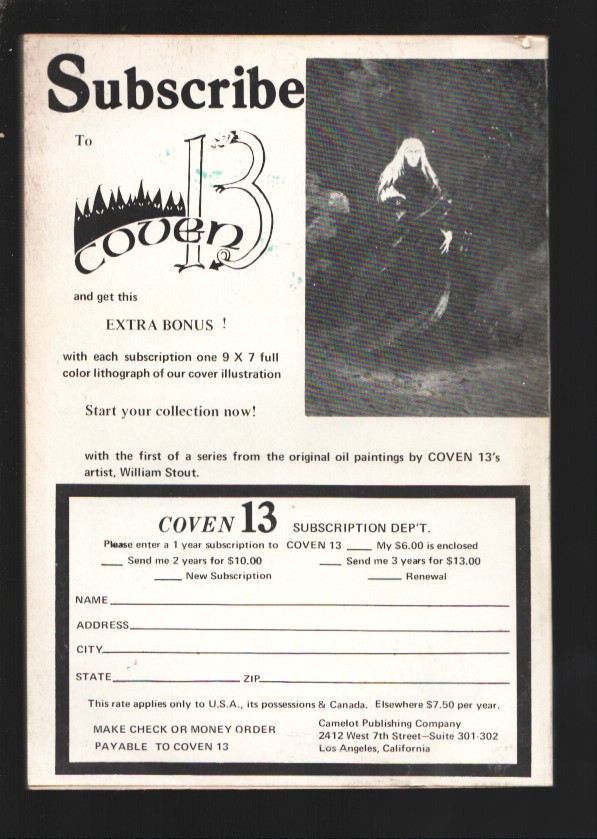 Subscribe
To
COVEN 13
and get this
EXTRA BONUS !
with each subscription one 9 X 7 full
color lithograph of our cover illustration
Start your collection now!
with the first of a series from the original oil paintings by COVEN 13's
artist, William Stout.
COVEN 13 SUBSCRIPTION DEP'T.
Please enter a 1 year subscription to COVEN 13 ____ My $6.00 is enclosed
____ Send me 2 years for $10.00 ____ Send me 3 years for $13.00
____ New Subscription ____ Renewal
NAME
ADDRESS
CITY
STATE ZIP
This rate applies only to U.S.A., its possessions & Canada. Elsewhere $7.50 per year.
MAKE CHECK OR MONEY ORDER
PAYABLE TO COVEN 13
Camelot Publishing Company
2412 West 7th Street—Suite 301-302
Los Angeles, California